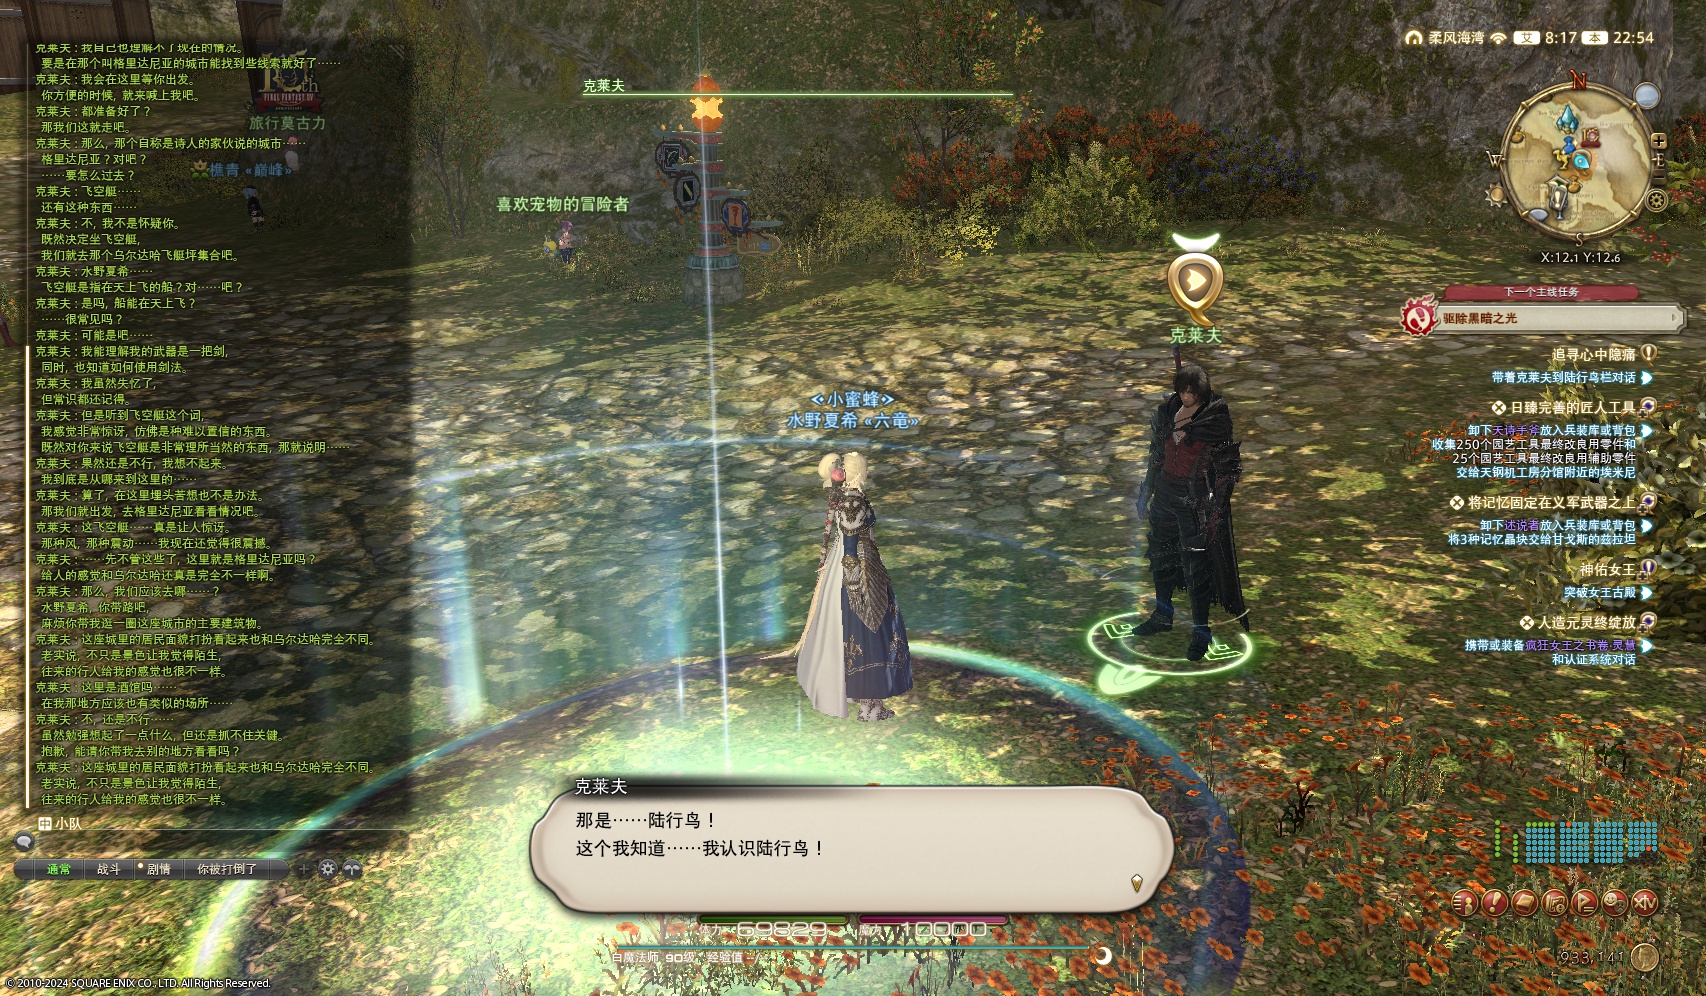 克莱夫：我自己也理解不了现在的情况。
要是在那个叫格里达尼亚的城市能找到些线索就好了……
克莱夫：我会在这里等你出发。
你方便的时候，就来喊上我吧。
克莱夫：都准备好了？
那我们这就走吧。
克莱夫：那么，那个自称是诗人的家伙说的城市……
格里达尼亚？对吧？
……要怎么过去？
克莱夫：飞空艇……
还有这种东西……
克莱夫：不，我不是怀疑你。
既然决定坐飞空艇，
我们就去那个乌尔达哈飞艇坪集合吧。
克莱夫：水野夏希……
飞空艇是指在天上飞的船？对……吧？
克莱夫：是吗，船能在天上飞？
……很常见吗？
克莱夫：可能是吧……
克莱夫：我能理解我的武器是一把剑，
同时，也知道如何使用剑法。
克莱夫：我虽然失忆了，
但常识都还记得。
克莱夫：但是听到飞空艇这个词，
我感觉非常惊讶，仿佛是种难以置信的东西。
既然对你来说飞空艇是非常理所当然的东西，那就说明……
克莱夫：果然还是不行，我想不起来。
我到底是从哪来到这里的……
克莱夫：算了，在这里埋头苦想也不是办法。
那我们就出发，去格里达尼亚看看情况吧。
克莱夫：这飞空艇……真是让人惊讶。
那种风，那种震动……我现在还觉得很震撼。
克莱夫：……先不管这些了，这里就是格里达尼亚吗？
给人的感觉和乌尔达哈还真是完全不一样啊。
克莱夫：那么，我们应该去哪……？
水野夏希，你带路吧，
麻烦你带我逛一圈这座城市的主要建筑物。
克莱夫：这座城里的居民面貌打扮看起来也和乌尔达哈完全不同。
老实说，不只是景色让我觉得陌生，
往来的行人给我的感觉也很不一样。
克莱夫：这里是酒馆吗……
在我那地方应该也有类似的场所……
克莱夫：不，还是不行……
虽然勉强想起了一点什么，但还是抓不住关键。
抱歉，能请你带我去别的地方看看吗？
克莱夫：这座城里的居民面貌打扮看起来也和乌尔达哈完全不同。
老实说，不只是景色让我觉得陌生，
往来的行人给我的感觉也很不一样。
中 小队
通常 战斗 剧情 你被打倒了
旅行莫古力
樵青 «巅峰»
克莱夫
喜欢宠物的冒险者
小蜜蜂
水野夏希 «六竜»
克莱夫
克莱夫
那是……陆行鸟！
这个我知道……我认识陆行鸟！
体力 69829 魔力 10000
白魔法师 90级 经验值
柔风海湾 艾 8:17 本 22:54
N
W
E
S
X:12.1 Y:12.6
下一个主线任务
驱除黑暗之光
追寻心中隐痛
带着克莱夫到陆行鸟栏对话
日臻完善的匠人工具
卸下天诗手斧放入兵装库或背包
收集250个园艺工具最终改良用零件和
25个园艺工具最终改良用辅助零件
交给天钢机工房分馆附近的埃米尼
将记忆固定在义军武器之上
卸下述说者放入兵装库或背包
将3种记忆晶块交给甘戈斯的兹拉坦
神佑女王
突破女王古殿
人造元灵终绽放
携带或装备疯狂女王之书卷·灵慧
和认证系统对话
933,141
© 2010-2024 SQUARE ENIX CO., LTD. All Rights Reserved.